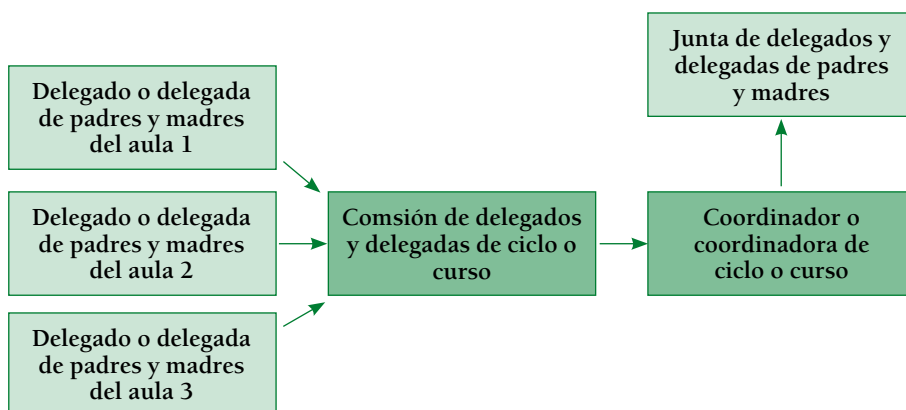 Delegado o delegada
de padres y madres
del aula 1
Delegado o delegada
de padres y madres
del aula 2
Delegado o delegada
de padres y madres
del aula 3
Comsión de delegados
y delegadas de ciclo o
curso
Coordinador o
coordinadora de
ciclo o curso
Junta de delegados y
delegadas de padres
y madres